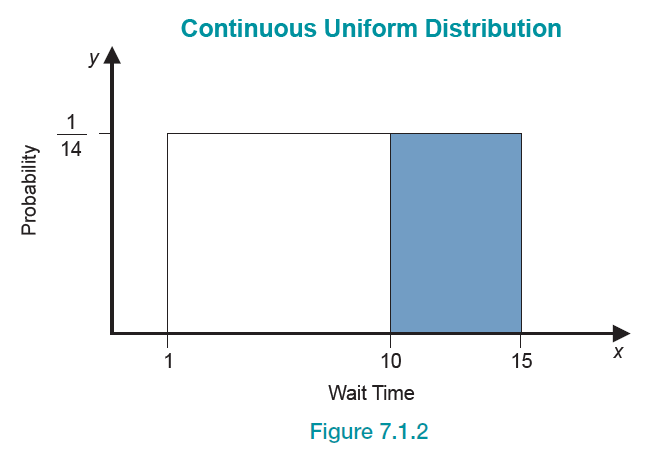 Continuous Uniform Distribution
y
1
14
Probability
1
10
15
x
Wait Time
Figure 7.1.2